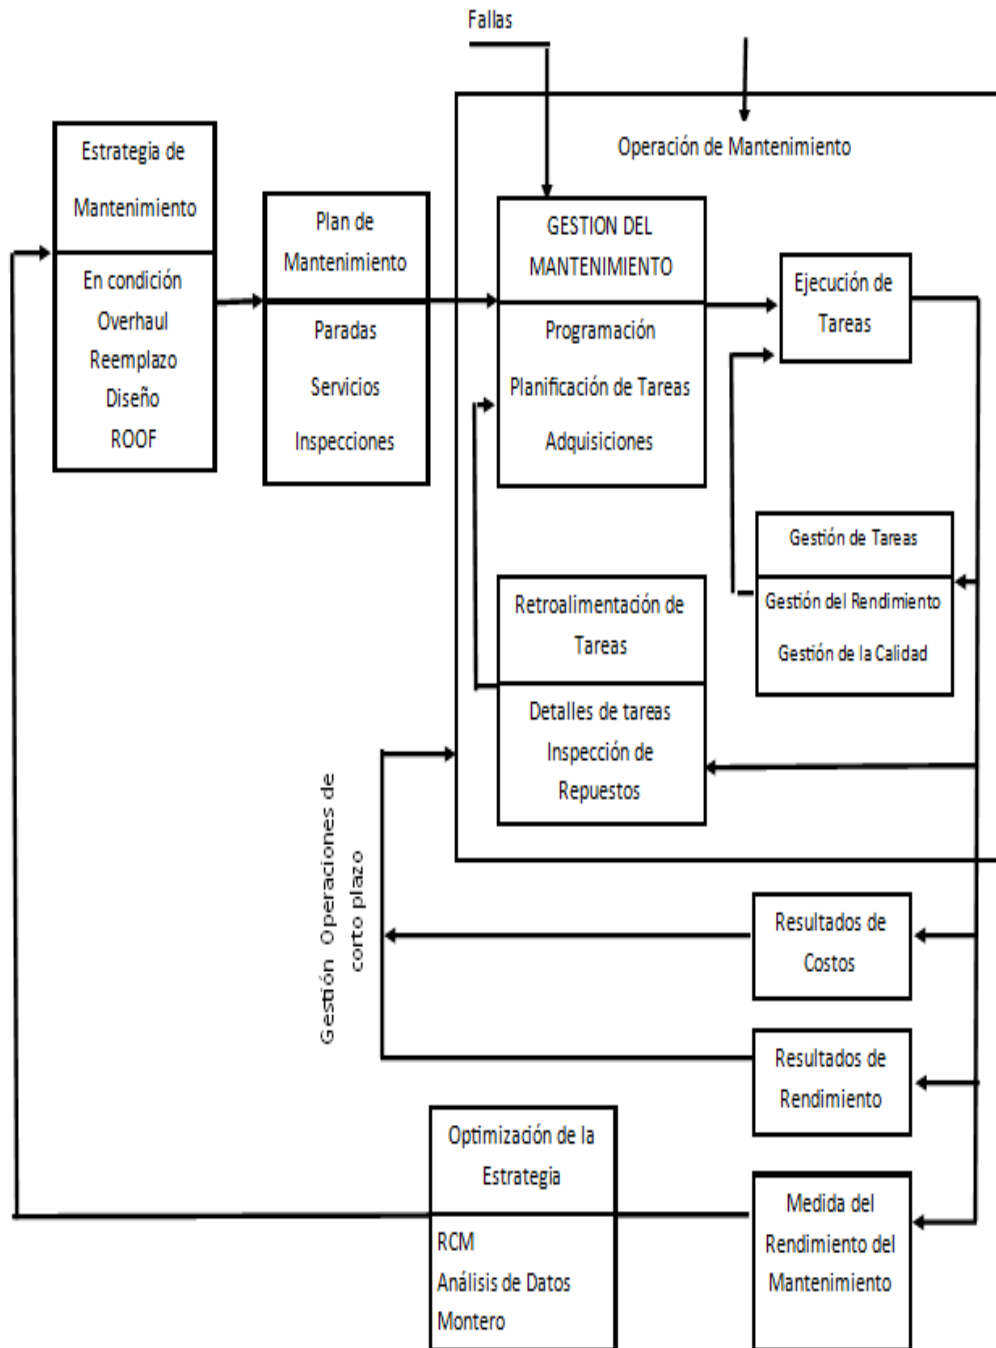 Fallas
Operación de Mantenimiento
Estrategia de
Mantenimiento
En condición
Overhaul
Reemplazo
Diseño
ROOF
Plan de
Mantenimiento
Paradas
Servicios
Inspecciones
GESTION DEL
MANTENIMIENTO
Programación
Planificación de Tareas
Adquisiciones
Ejecución de
Tareas
Gestión de Tareas
Gestión del Rendimiento
Gestión de la Calidad
Retroalimentación de
Tareas
Detalles de tareas
Inspección de
Repuestos
Gestión Operaciones de
corto plazo
Resultados de
Costos
Resultados de
Rendimiento
Optimización de la
Estrategia
RCM
Análisis de Datos
Montero
Medida del
Rendimiento del
Mantenimiento